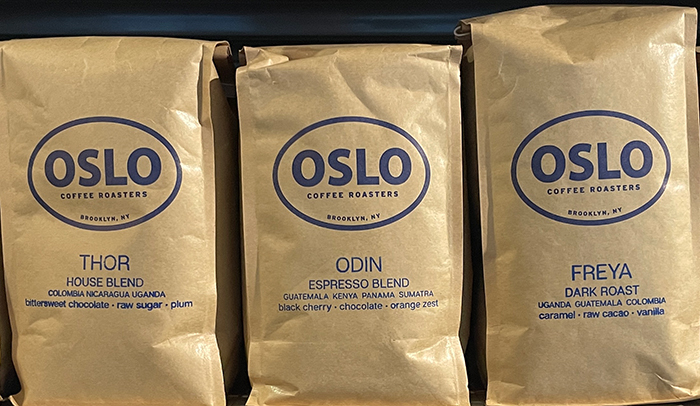 OSLO
COFFEE ROASTERS
BROOKLYN, NY
THOR
HOUSE BLEND
COLOMBIA NICARAGUA UGANDA
bittersweet chocolate • raw sugar • plum
OSLO
COFFEE ROASTERS
BROOKLYN, NY
ODIN
ESPRESSO BLEND
GUATEMALA KENYA PANAMA SUMATRA
black cherry • chocolate • orange zest
OSLO
COFFEE ROASTERS
BROOKLYN, NY
FREYA
DARK ROAST
UGANDA GUATEMALA COLOMBIA
caramel • raw cacao • vanilla